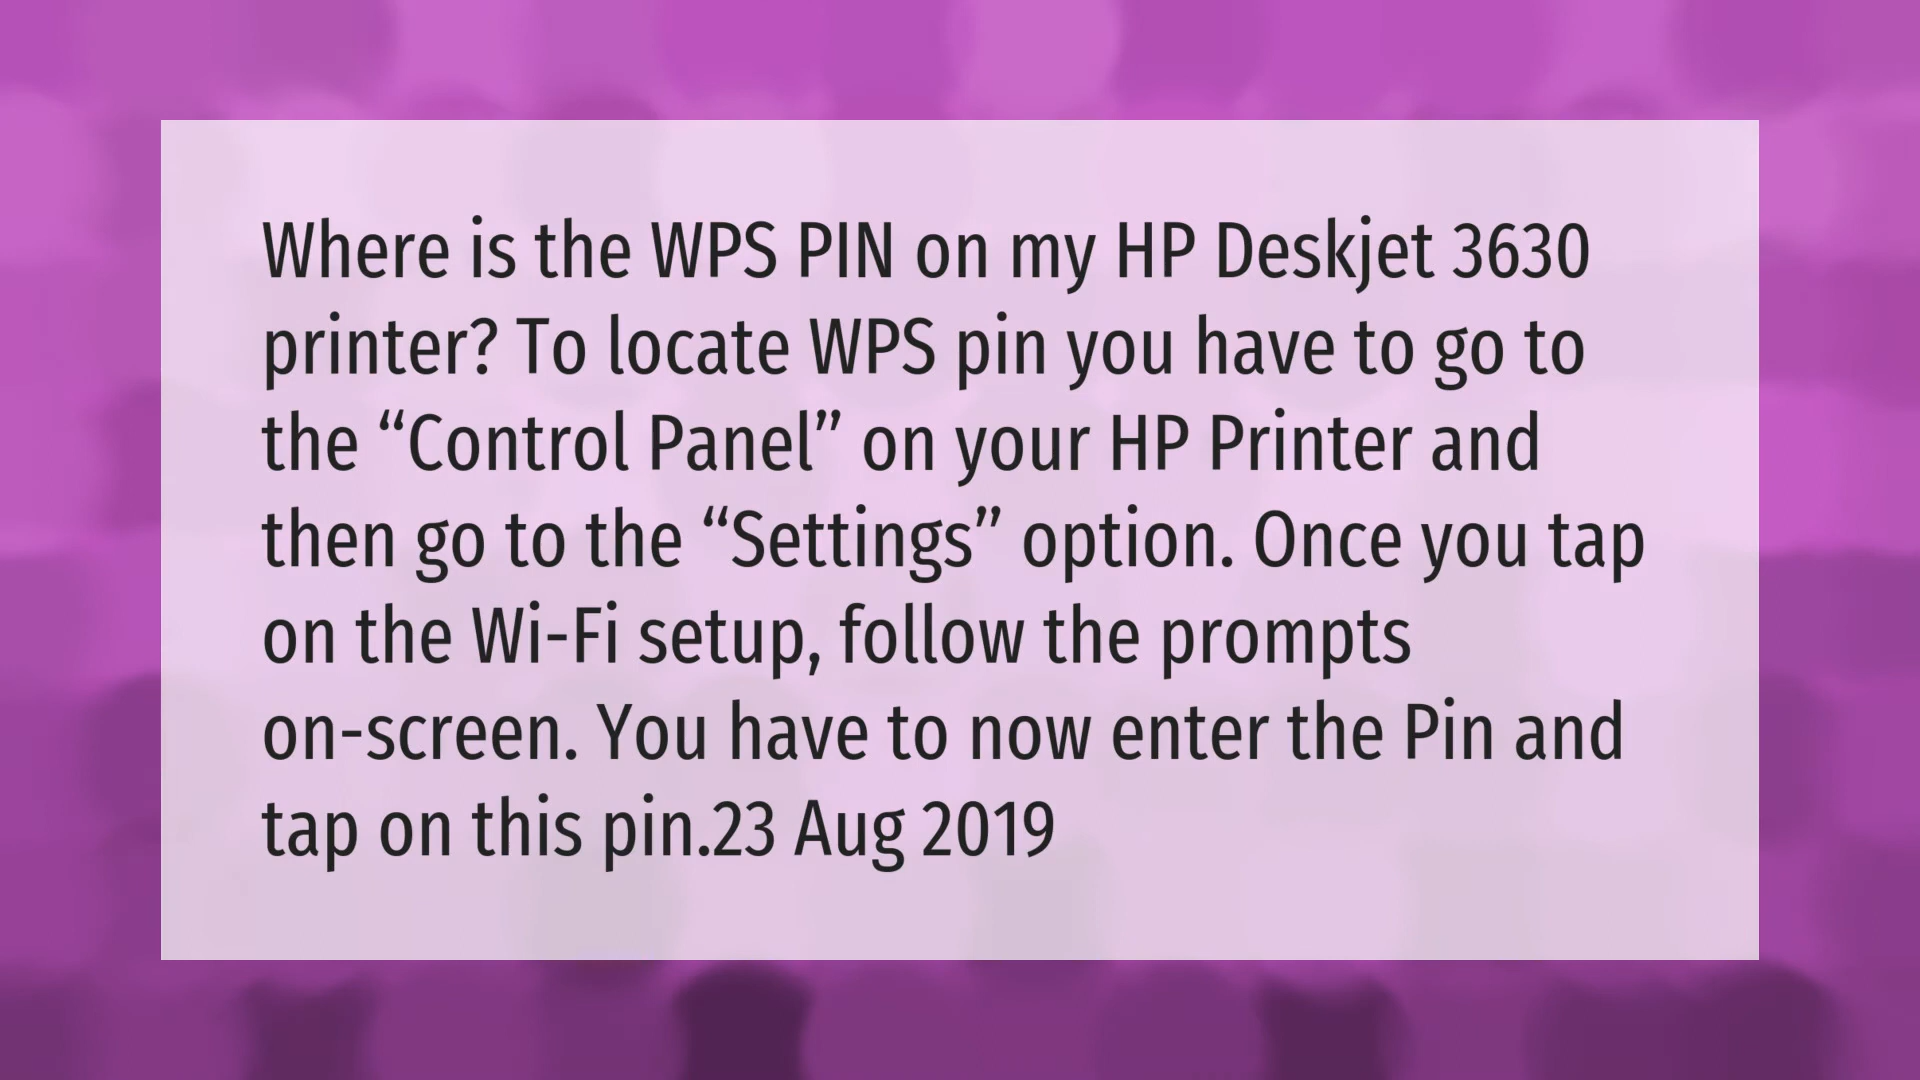 Where is the WPS PIN on my HP Deskjet 3630
printer? To locate WPS pin you have to go to
the “Control Panel” on your HP Printer and
then go to the “Settings” option. Once you tap
on the Wi-Fi setup, follow the prompts
on-screen. You have to now enter the Pin and
tap on this pin.23 Aug 2019